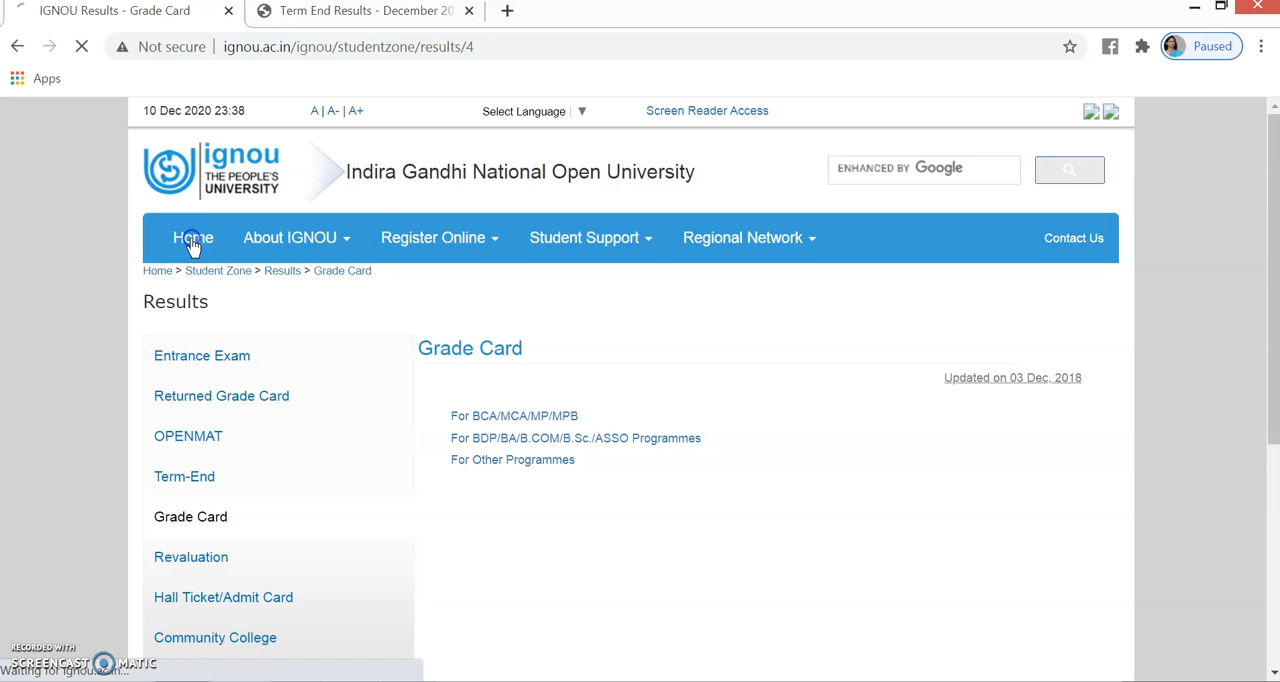 IGNOU Results - Grade Card
Term End Results - December 20
Not secure
ignou.ac.in/ignou/studentzone/results/4
Paused
Apps
10 Dec 2020 23:38
A | A- | A+
Select Language ▼
Screen Reader Access
ignou
THE PEOPLE'S
UNIVERSITY
Indira Gandhi National Open University
ENHANCED BY Google
Home
About IGNOU
Register Online
Student Support
Regional Network
Contact Us
Home > Student Zone > Results > Grade Card
Results
Entrance Exam
Returned Grade Card
OPENMAT
Term-End
Grade Card
Revaluation
Hall Ticket/Admit Card
Community College
Grade Card
Updated on 03 Dec, 2018
For BCA/MCA/MP/MPB
For BDP/BA/B.COM/B.Sc./ASSO Programmes
For Other Programmes
RECORDED WITH
SCREENCAST MATIC
Waiting for ignou.ac.in...